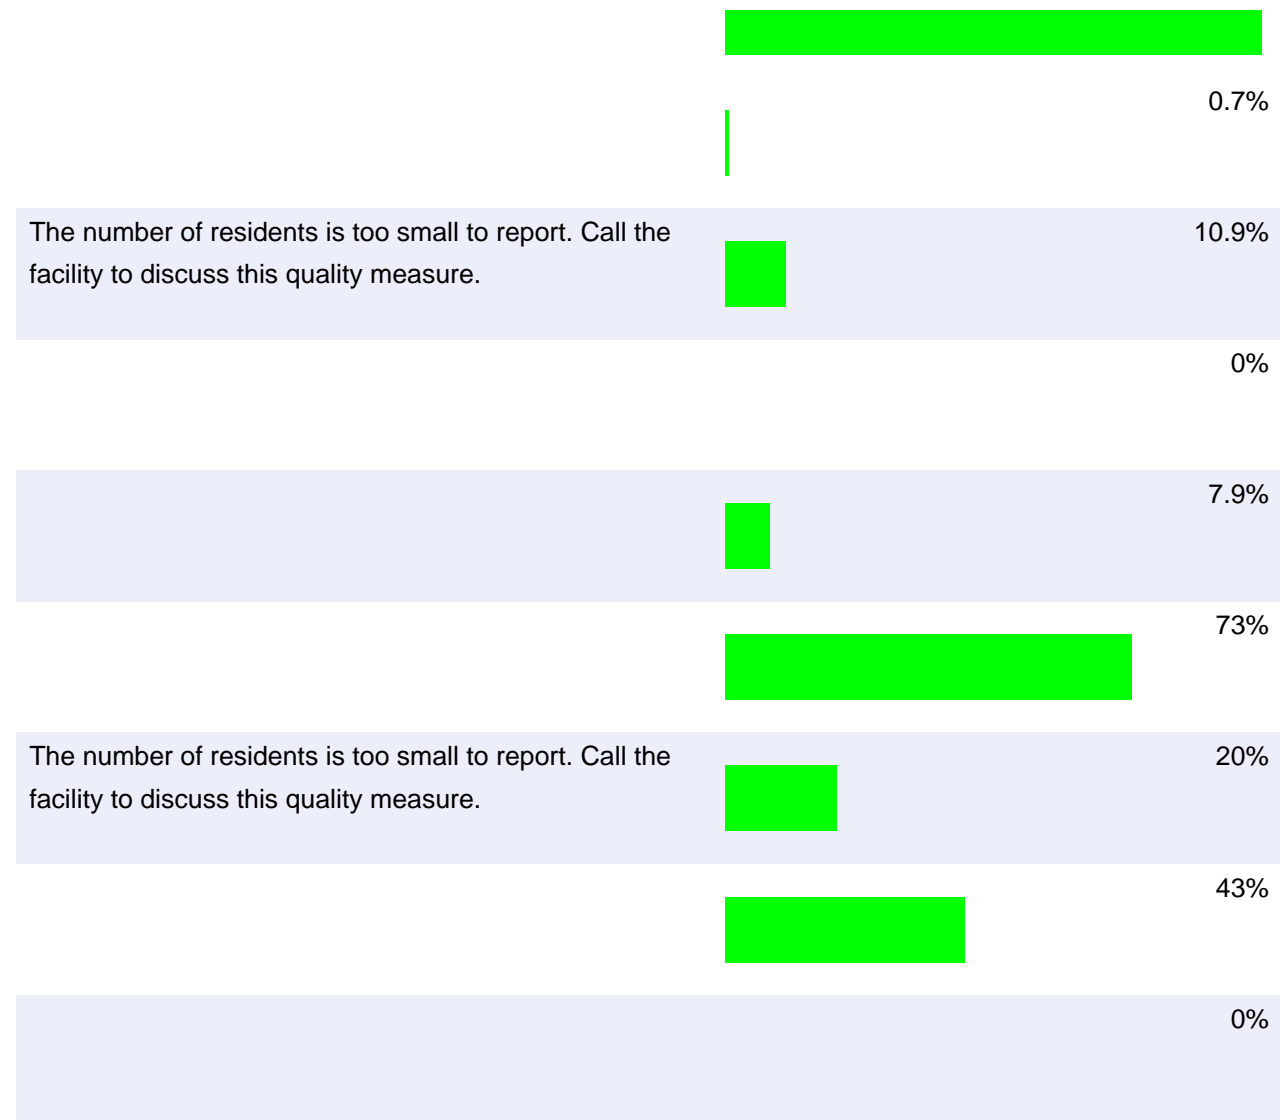 0.7%
The number of residents is too small to report. Call the
10.9%
facility to discuss this quality measure.
0%
7.9%
73%
The number of residents is too small to report. Call the
20%
facility to discuss this quality measure.
43%
0%